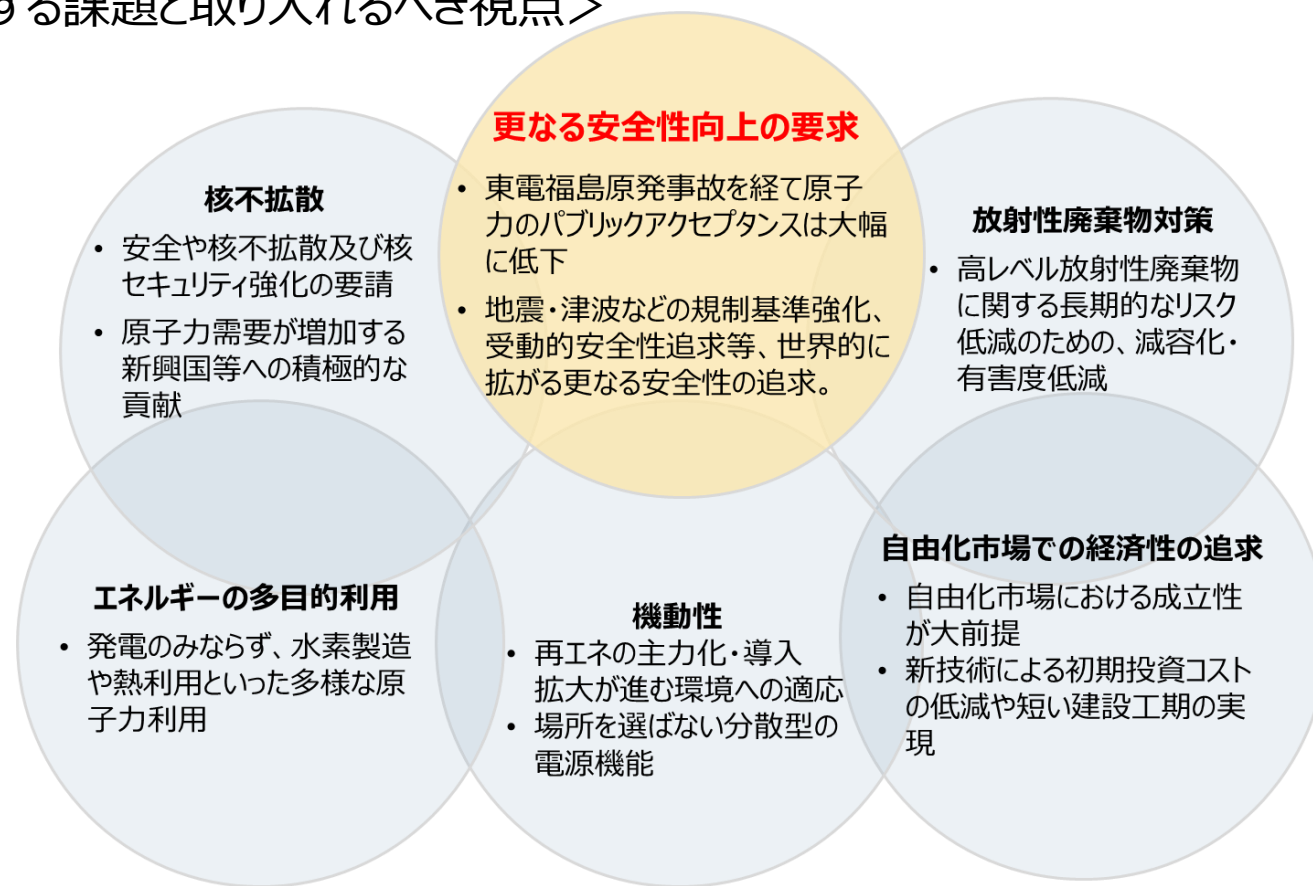 する課題と取り入れるべき視点＞
更なる安全性向上の要求
• 東電福島原発事故を経て原子
力のパブリックアクセプタンスは大幅
に低下
• 地震・津波などの規制基準強化、
受動的安全性追求等、世界的に
拡がる更なる安全性の追求。
核不拡散
• 安全や核不拡散及び核
セキュリティ強化の要請
• 原子力需要が増加する
新興国等への積極的な
貢献
放射性廃棄物対策
• 高レベル放射性廃棄物
に関する長期的なリスク
低減のための、減容化・
有害度低減
エネルギーの多目的利用
• 発電のみならず、水素製造
や熱利用といった多様な原
子力利用
機動性
• 再エネの主力化・導入
拡大が進む環境への適応
• 場所を選ばない分散型の
電源機能
自由化市場での経済性の追求
• 自由化市場における成立性
が大前提
• 新技術による初期投資コスト
の低減や短い建設工期の実
現